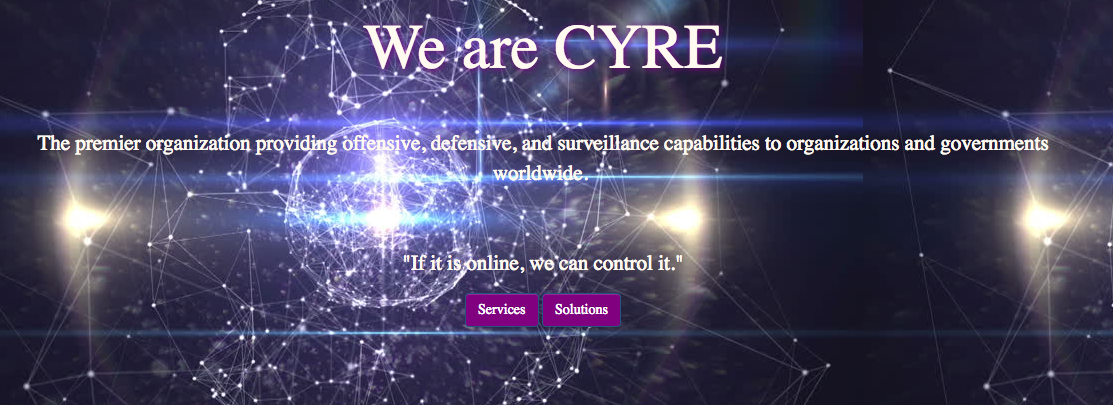 We are CYRE
The premier organization providing offensive, defensive, and surveillance capabilities to organizations and governments
worldwide.
"If it is online, we can control it."
Services Solutions